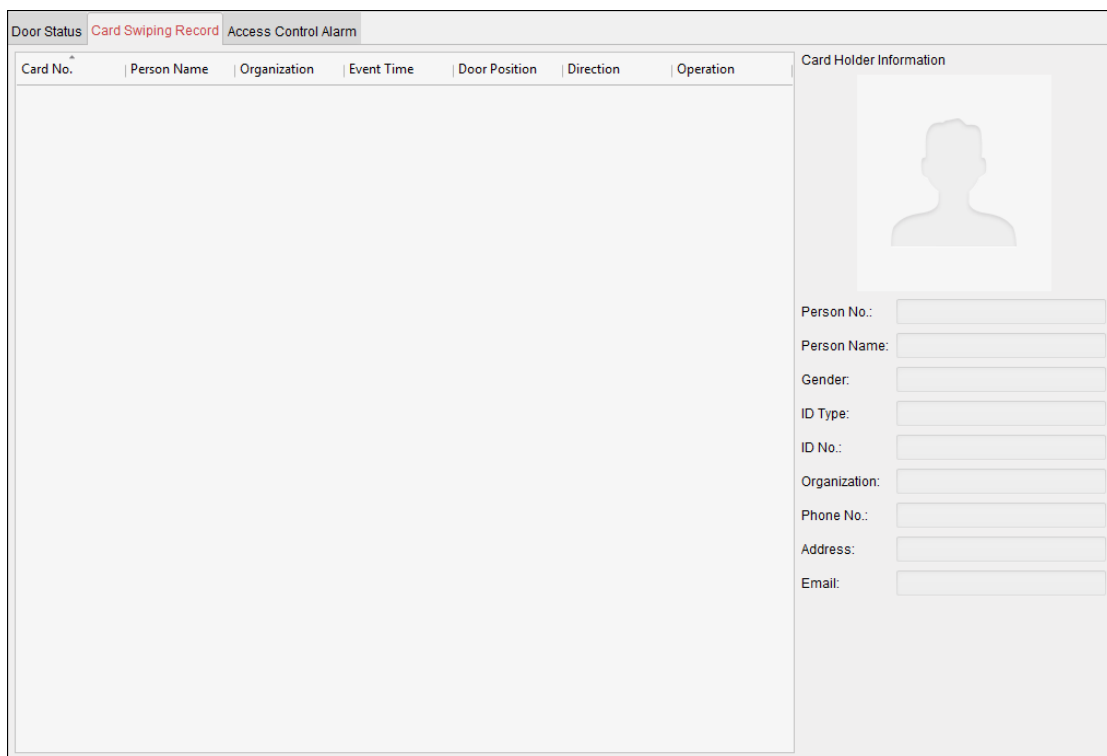 Door Status Card Swiping Record Access Control Alarm
Card No. Person Name Organization Event Time Door Position Direction Operation
Card Holder Information
Person No.:
Person Name:
Gender:
ID Type:
ID No.:
Organization:
Phone No.:
Address:
Email: